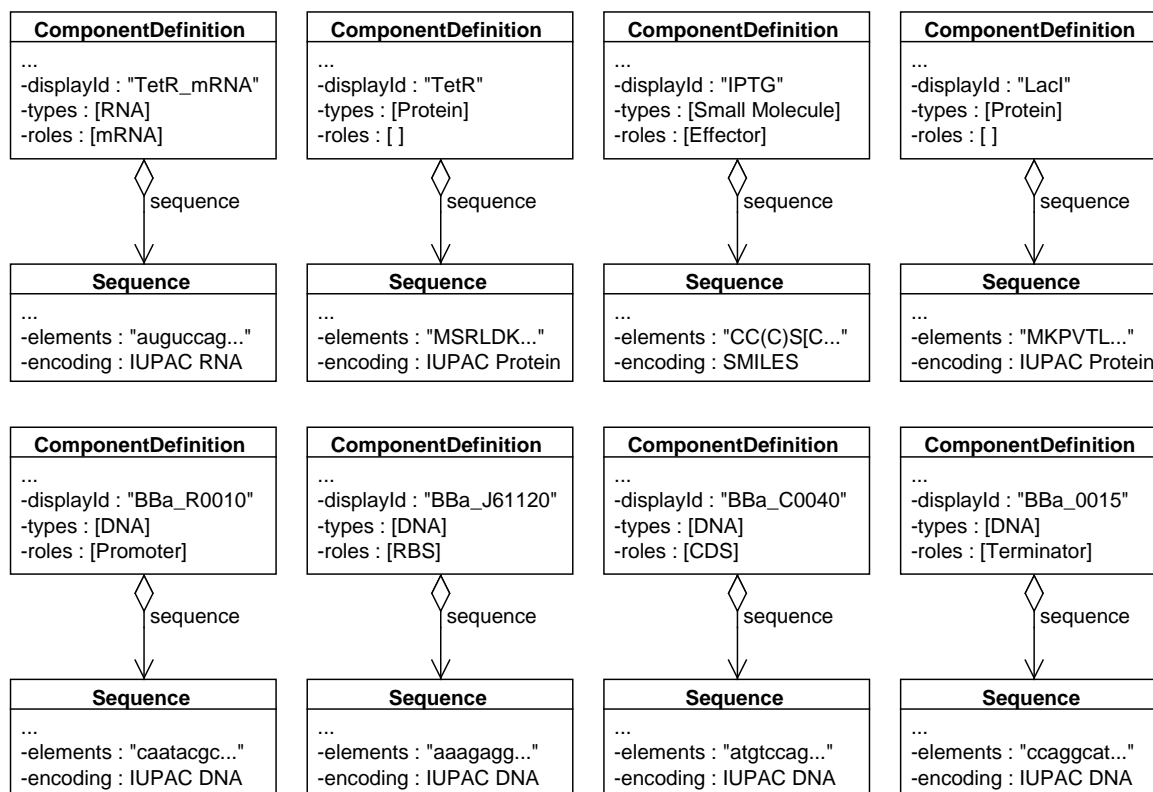 ComponentDefinition
...
-displayId : "TetR_mRNA"
-types : [RNA]
-roles : [mRNA]
sequence
Sequence
...
-elements : "auguccag..."
-encoding : IUPAC RNA
ComponentDefinition
...
-displayId : "TetR"
-types : [Protein]
-roles : [ ]
sequence
Sequence
...
-elements : "MSRLDK..."
-encoding : IUPAC Protein
ComponentDefinition
...
-displayId : "IPTG"
-types : [Small Molecule]
-roles : [Effector]
sequence
Sequence
...
-elements : "CC(C)S[C..."
-encoding : SMILES
ComponentDefinition
...
-displayId : "LacI"
-types : [Protein]
-roles : [ ]
sequence
Sequence
...
-elements : "MKPVTL..."
-encoding : IUPAC Protein
ComponentDefinition
...
-displayId : "BBa_R0010"
-types : [DNA]
-roles : [Promoter]
sequence
Sequence
...
-elements : "caatacgc..."
-encoding : IUPAC DNA
ComponentDefinition
...
-displayId : "BBa_J61120"
-types : [DNA]
-roles : [RBS]
sequence
Sequence
...
-elements : "aaagagg..."
-encoding : IUPAC DNA
ComponentDefinition
...
-displayId : "BBa_C0040"
-types : [DNA]
-roles : [CDS]
sequence
Sequence
...
-elements : "atgtccag..."
-encoding : IUPAC DNA
ComponentDefinition
...
-displayId : "BBa_0015"
-types : [DNA]
-roles : [Terminator]
sequence
Sequence
...
-elements : "ccaggcat..."
-encoding : IUPAC DNA